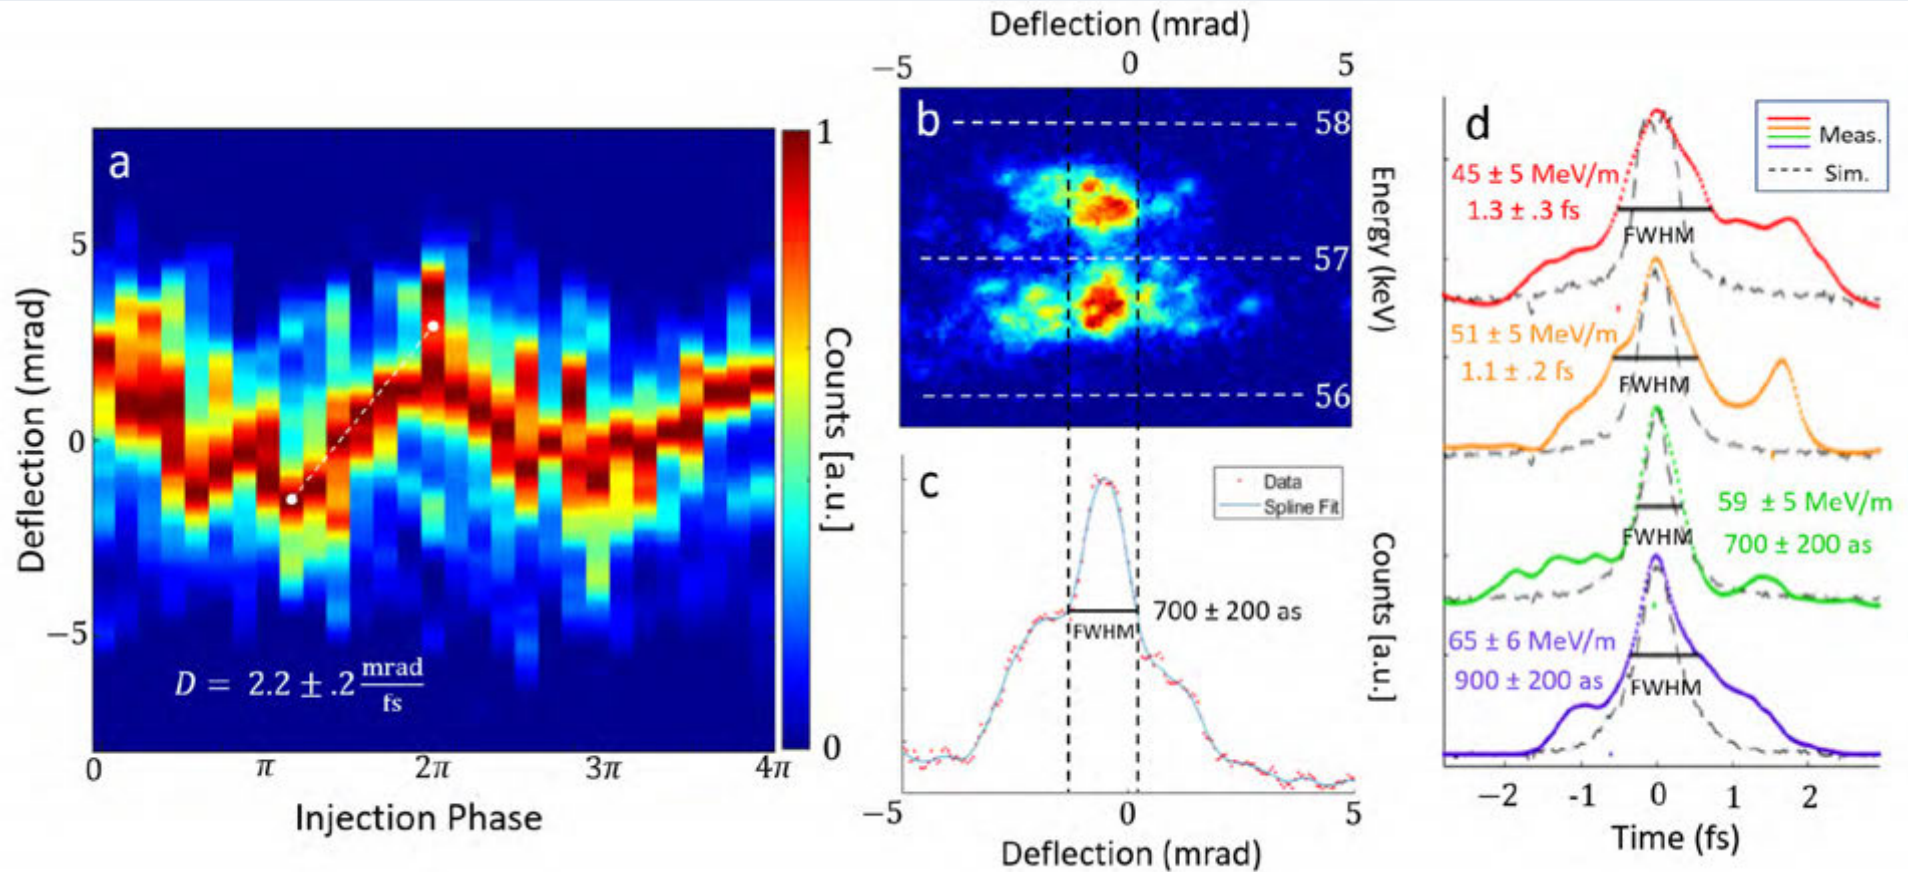 a
5
0
−5
Deflection (mrad)
D = 2.2 ± .2 mrad/fs
0
π
2π
3π
4π
Injection Phase
1
0
Counts [a.u.]
Deflection (mrad)
−5
0
5
b
58
57
56
Energy (keV)
c
Data
Spline Fit
FWHM
700 ± 200 as
Counts [a.u.]
−5
0
5
Deflection (mrad)
d
Meas.
Sim.
45 ± 5 MeV/m
1.3 ± .3 fs
FWHM
51 ± 5 MeV/m
1.1 ± .2 fs
FWHM
59 ± 5 MeV/m
700 ± 200 as
FWHM
65 ± 6 MeV/m
900 ± 200 as
FWHM
−2
-1
0
1
2
Time (fs)